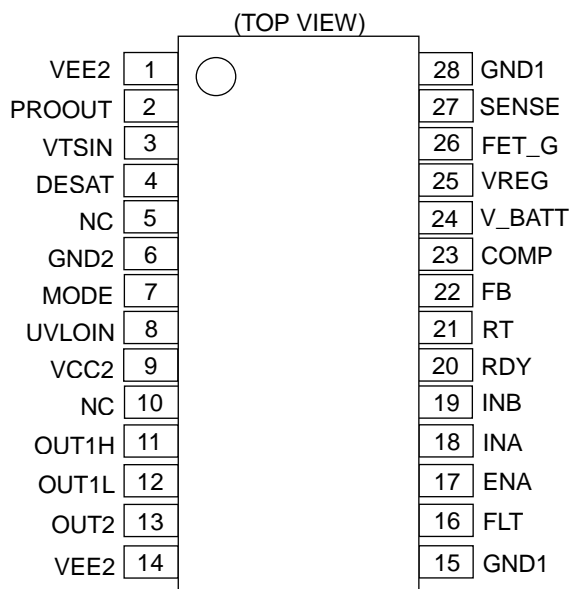 (TOP VIEW)
VEE2 1 28 GND1
PROOUT 2 27 SENSE
VTSIN 3 26 FET_G
DESAT 4 25 VREG
NC 5 24 V_BATT
GND2 6 23 COMP
MODE 7 22 FB
UVLOIN 8 21 RT
VCC2 9 20 RDY
NC 10 19 INB
OUT1H 11 18 INA
OUT1L 12 17 ENA
OUT2 13 16 FLT
VEE2 14 15 GND1